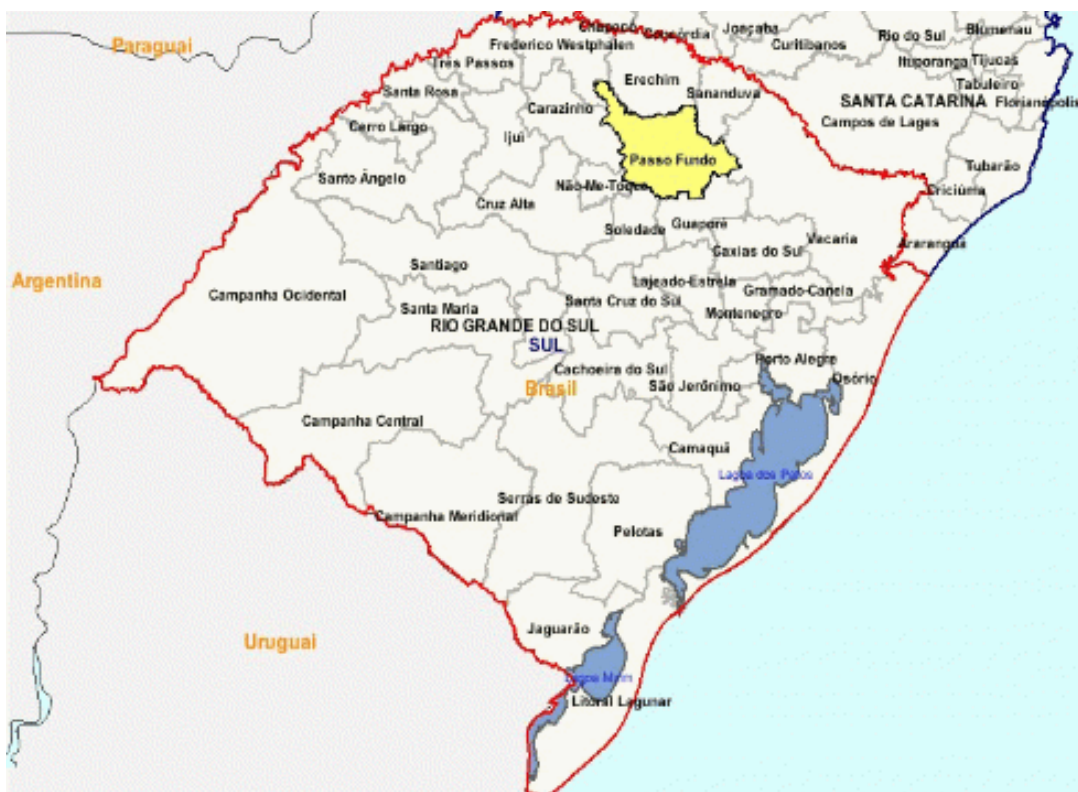 Chapecó
Concórdia
Joaçaba
Rio do Sul
Blumenau
Paraguai
Frederico Westphalen
Curitibanos
Três Passos
Ituporanga
Tijucas
Erechim
Tabuleiro
Santa Rosa
Sananduva
SANTA CATARINA
Florianópolis
Carazinho
Cerro Largo
Campos de Lages
Ijuí
Passo Fundo
Tubarão
Santo Ângelo
Não-Me-Toque
Criciúma
Cruz Alta
Soledade
Guaporé
Vacaria
Araranguá
Caxias do Sul
Santiago
Argentina
Lajeado-Estrela
Gramado-Canela
Campanha Ocidental
Santa Maria
Santa Cruz do Sul
Montenegro
RIO GRANDE DO SUL
SUL
Porto Alegre
Cachoeira do Sul
Osório
São Jerônimo
Brasil
Campanha Central
Camaquã
Lagoa dos Patos
Serras de Sudeste
Campanha Meridional
Pelotas
Jaguarão
Uruguai
Lagoa Mirim
Litoral Lagunar